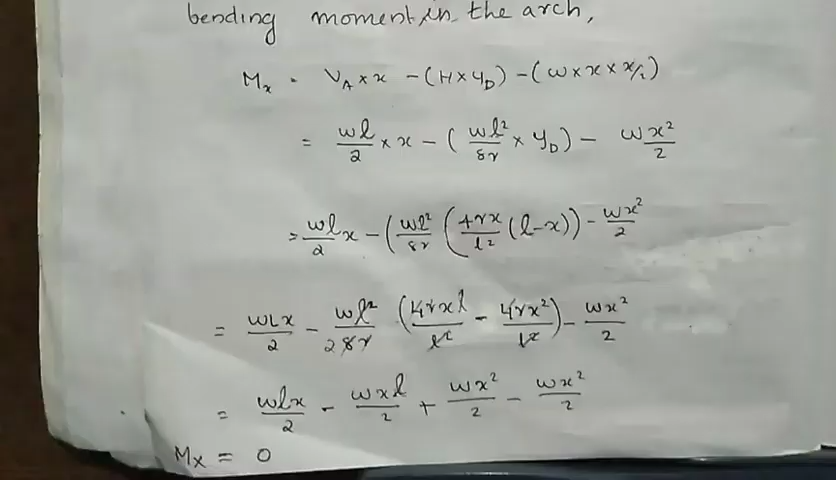 bending moment in the arch,
Mx = VA × x − (H × yD) − (w × x × x/2)
= wl/2 × x − (wl²/8r × yD) − wx²/2
= wl/2 x − (wl²/8r (4rx/l² (l−x)) − wx²/2
= wLx/2 − wl²/28r (4rxl/l² − 4rx²/l²) − wx²/2
= wlx/2 − wxl/2 + wx²/2 − wx²/2
Mx = 0